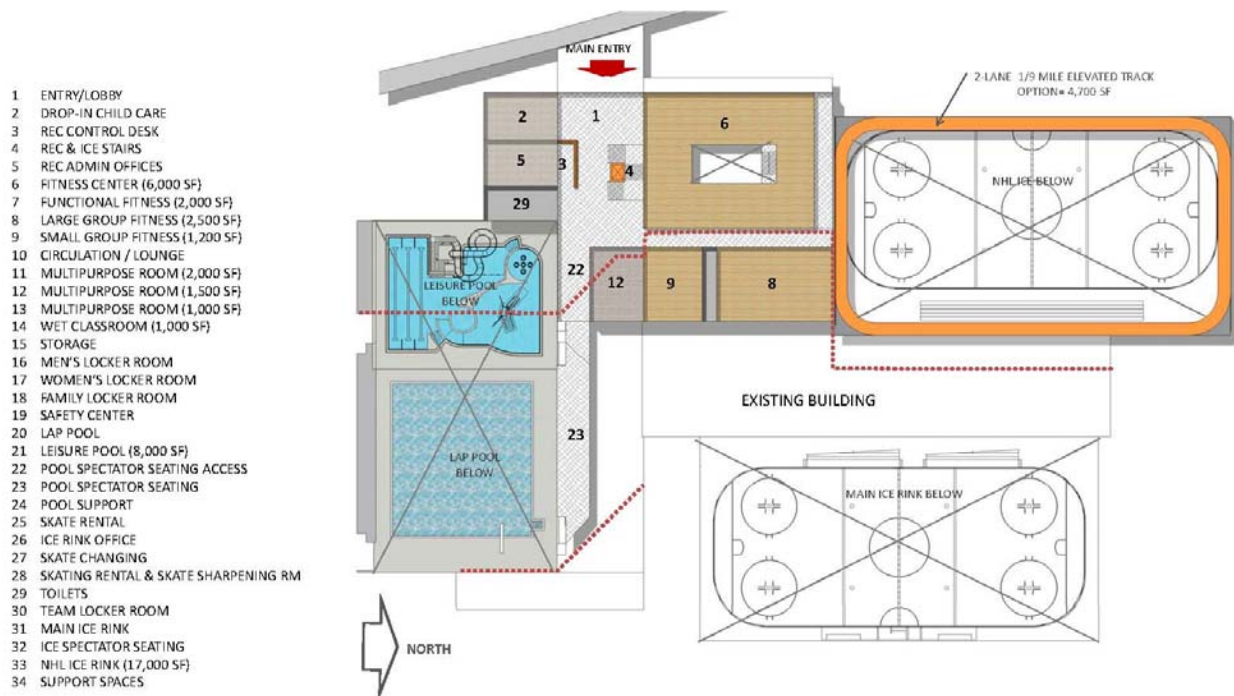 MAIN ENTRY
2-LANE 1/9 MILE ELEVATED TRACK
OPTION= 4,700 SF
1 ENTRY/LOBBY
2 DROP-IN CHILD CARE
3 REC CONTROL DESK
4 REC & ICE STAIRS
5 REC ADMIN OFFICES
6 FITNESS CENTER (6,000 SF)
7 FUNCTIONAL FITNESS (2,000 SF)
8 LARGE GROUP FITNESS (2,500 SF)
9 SMALL GROUP FITNESS (1,200 SF)
10 CIRCULATION / LOUNGE
11 MULTIPURPOSE ROOM (2,000 SF)
12 MULTIPURPOSE ROOM (1,500 SF)
13 MULTIPURPOSE ROOM (1,000 SF)
14 WET CLASSROOM (1,000 SF)
15 STORAGE
16 MEN'S LOCKER ROOM
17 WOMEN'S LOCKER ROOM
18 FAMILY LOCKER ROOM
19 SAFETY CENTER
20 LAP POOL
21 LEISURE POOL (8,000 SF)
22 POOL SPECTATOR SEATING ACCESS
23 POOL SPECTATOR SEATING
24 POOL SUPPORT
25 SKATE RENTAL
26 ICE RINK OFFICE
27 SKATE CHANGING
28 SKATING RENTAL & SKATE SHARPENING RM
29 TOILETS
30 TEAM LOCKER ROOM
31 MAIN ICE RINK
32 ICE SPECTATOR SEATING
33 NHL ICE RINK (17,000 SF)
34 SUPPORT SPACES
2
1
6
5
3
4
29
NHL ICE BELOW
22
12
9
8
LEISURE POOL
BELOW
EXISTING BUILDING
23
LAP POOL
BELOW
MAIN ICE RINK BELOW
NORTH